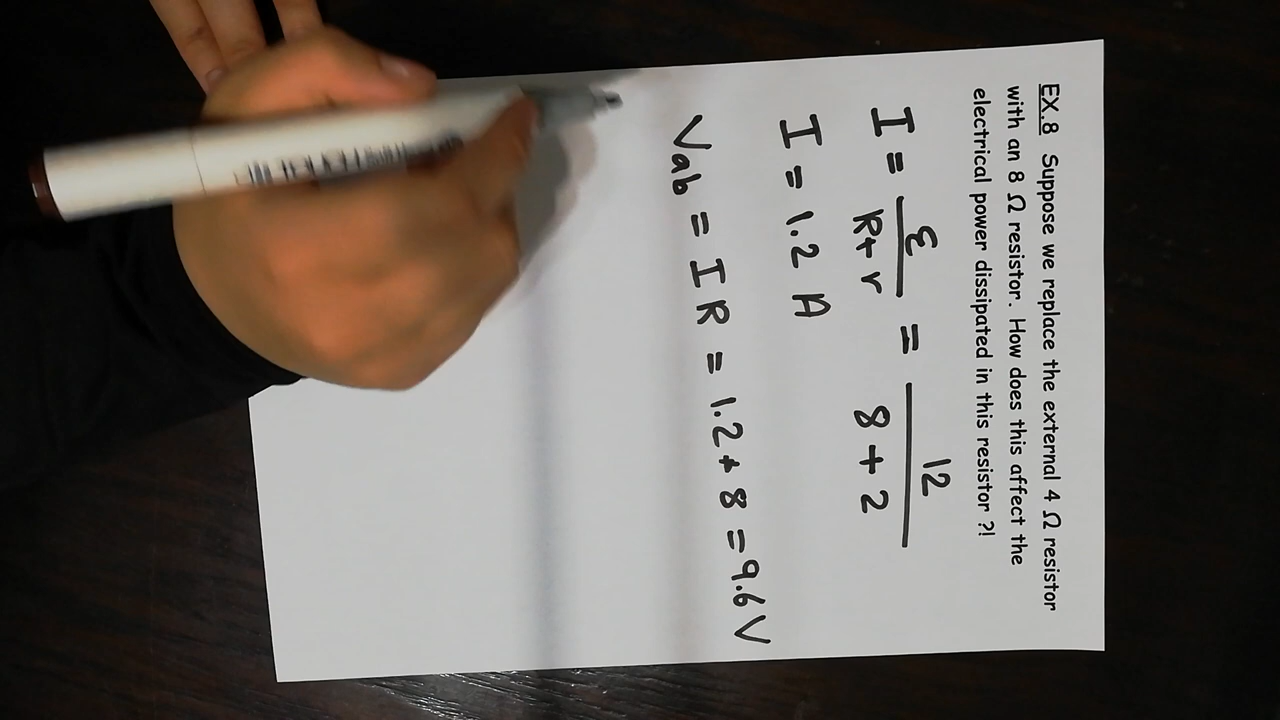 EX.8 Suppose we replace the external 4 Ω resistor
with an 8 Ω resistor. How does this affect the
electrical power dissipated in this resistor ?!
I = ε/R+r = 12/8+2
I = 1.2 A
Vab = IR = 1.2 * 8 = 9.6 V